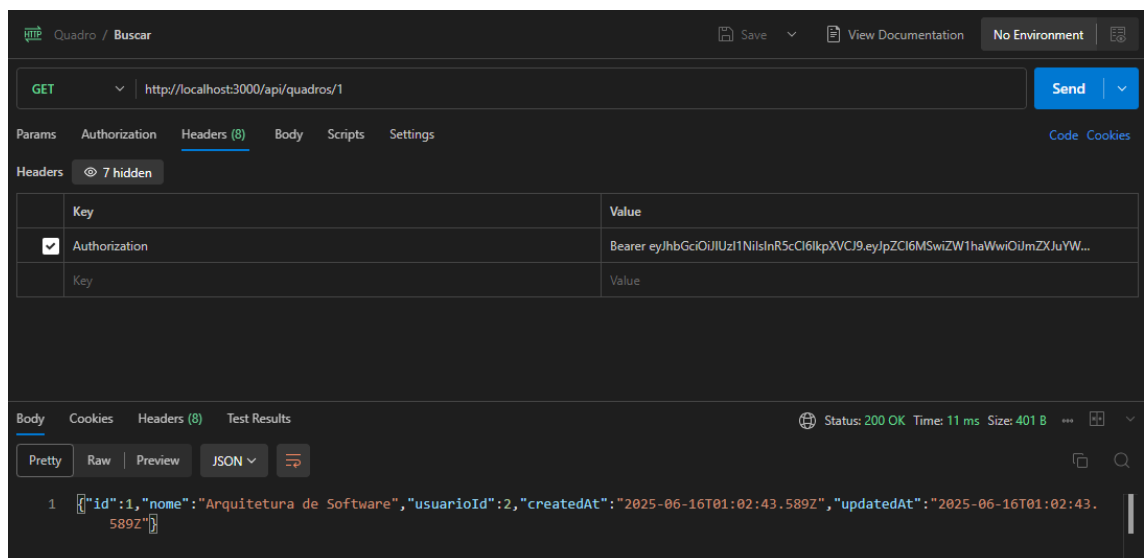 HTTP Quadro / Buscar Save View Documentation No Environment
GET http://localhost:3000/api/quadros/1 Send
Params Authorization Headers (8) Body Scripts Settings Code Cookies
Headers 7 hidden
Key Value
Authorization Bearer eyJhbGciOiJIUzI1NiIsInR5cCI6IkpXVCJ9.eyJpZCI6MSwiZW1haWwiOiJmZXJuYW...
Key Value
Body Cookies Headers (8) Test Results Status: 200 OK Time: 11 ms Size: 401 B
Pretty Raw Preview JSON
1 {"id":1,"nome":"Arquitetura de Software","usuarioId":2,"createdAt":"2025-06-16T01:02:43.589Z","updatedAt":"2025-06-16T01:02:43.
589Z"}